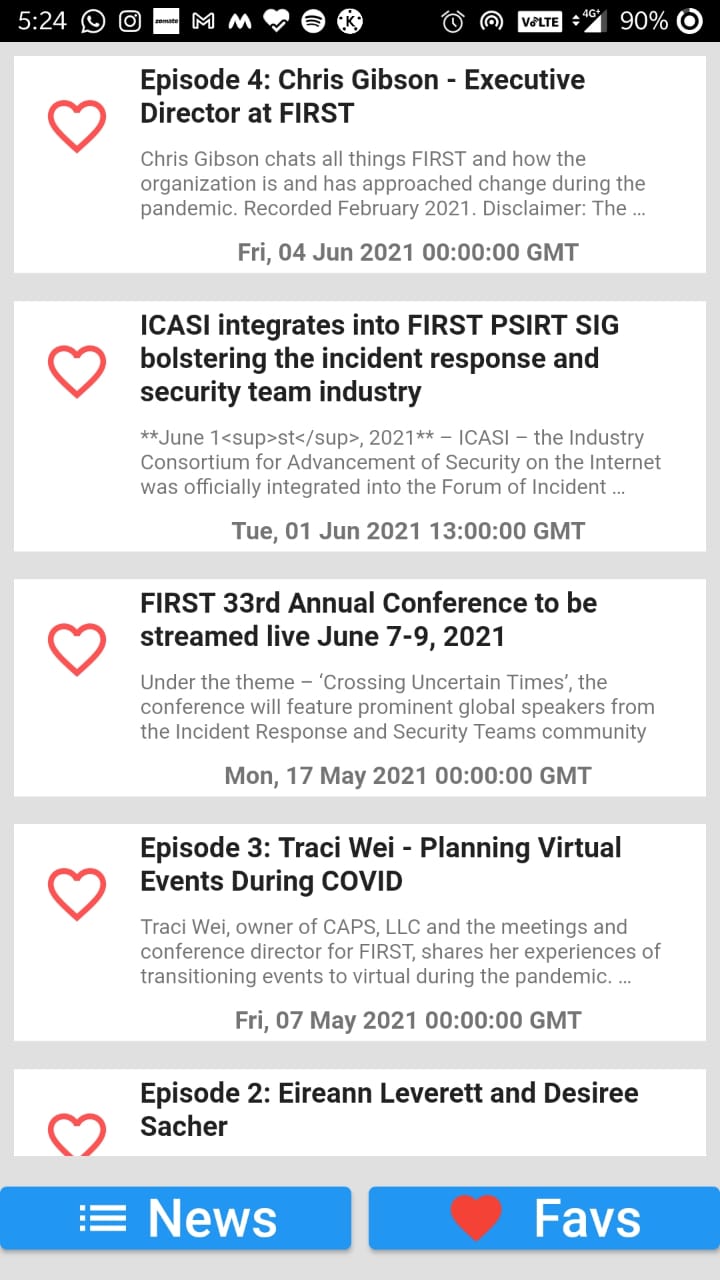 5:24 zomato VoLTE 4G+ 90%
Episode 4: Chris Gibson - Executive
Director at FIRST
Chris Gibson chats all things FIRST and how the
organization is and has approached change during the
pandemic. Recorded February 2021. Disclaimer: The …
Fri, 04 Jun 2021 00:00:00 GMT
ICASI integrates into FIRST PSIRT SIG
bolstering the incident response and
security team industry
**June 1<sup>st</sup>, 2021** – ICASI – the Industry
Consortium for Advancement of Security on the Internet
was officially integrated into the Forum of Incident …
Tue, 01 Jun 2021 13:00:00 GMT
FIRST 33rd Annual Conference to be
streamed live June 7-9, 2021
Under the theme – ‘Crossing Uncertain Times’, the
conference will feature prominent global speakers from
the Incident Response and Security Teams community
Mon, 17 May 2021 00:00:00 GMT
Episode 3: Traci Wei - Planning Virtual
Events During COVID
Traci Wei, owner of CAPS, LLC and the meetings and
conference director for FIRST, shares her experiences of
transitioning events to virtual during the pandemic. …
Fri, 07 May 2021 00:00:00 GMT
Episode 2: Eireann Leverett and Desiree
Sacher
News Favs